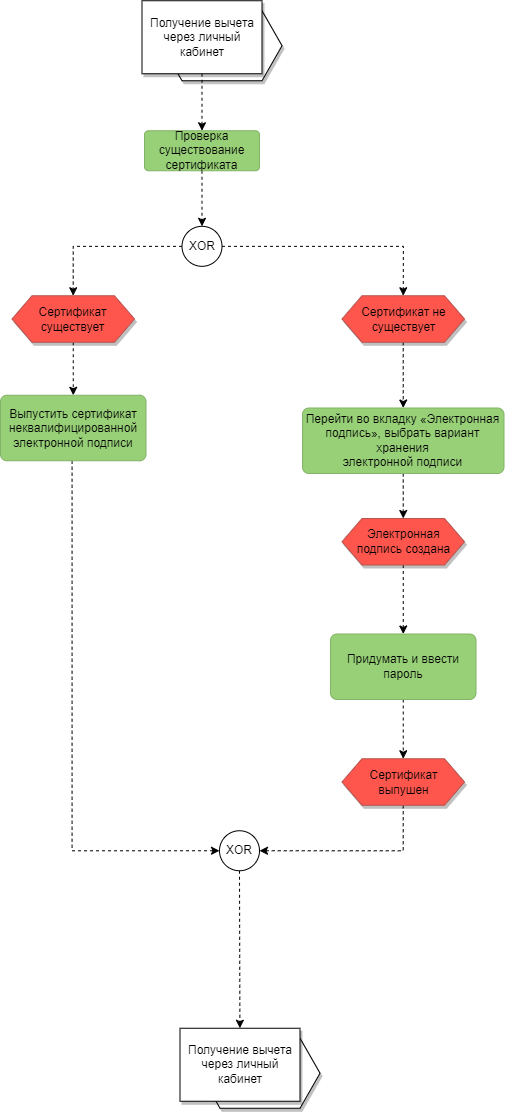 Получение вычета
через личный
кабинет
Проверка
существование
сертификата
XOR
Сертификат
существует
Сертификат не
существует
Выпустить сертификат
неквалифицированной
электронной подписи
Перейти во вкладку «Электронная
подпись», выбрать вариант
хранения
электронной подписи
Электронная
подпись создана
Придумать и ввести
пароль
Сертификат
выпушен
XOR
Получение вычета
через личный
кабинет